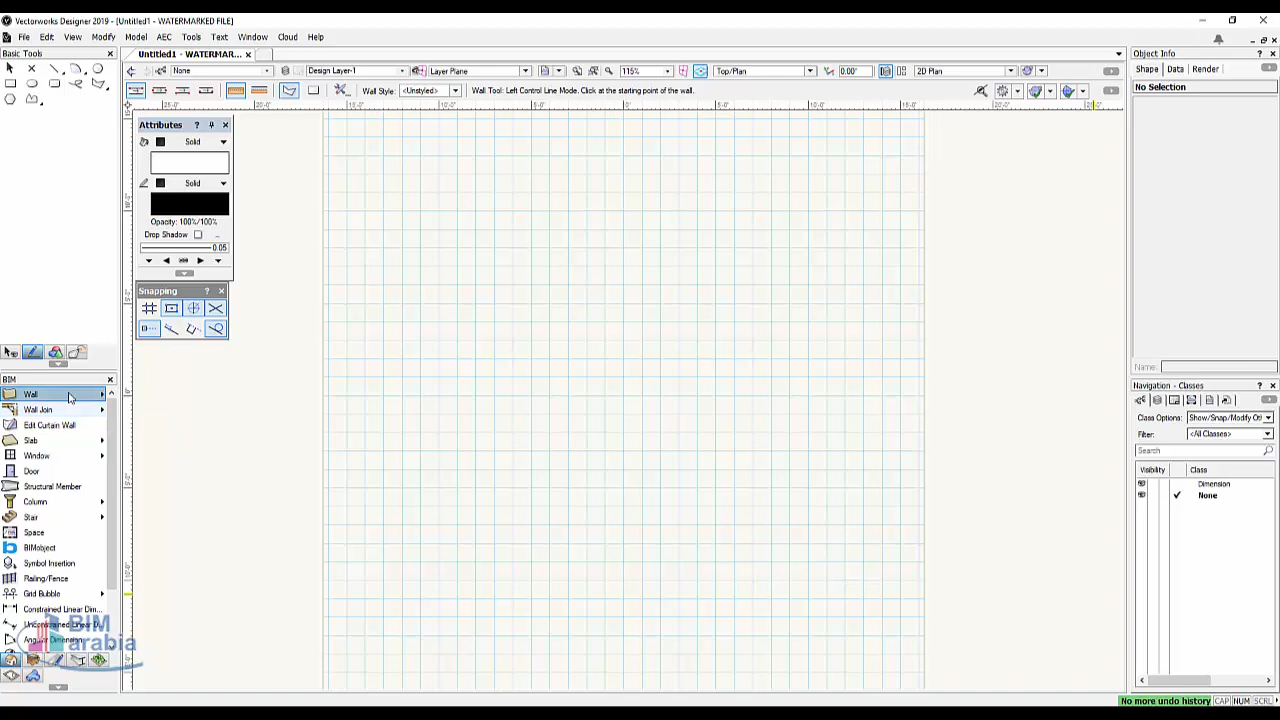 Vectorworks Designer 2019 - [Untitled1 - WATERMARKED FILE]
File Edit View Modify Model AEC Tools Text Window Cloud Help
Basic Tools
Untitled1 - WATERMAR...
None
Design Layer-1
Layer Plane
115%
Top/Plan
0.00°
2D Plan
Wall Style: <Unstyled>
Wall Tool: Left Control Line Mode. Click at the starting point of the wall.
Attributes ?
Solid
Solid
Opacity: 100%/100%
Drop Shadow
0.05
Snapping ?
BIM
Wall
Wall Join
Edit Curtain Wall
Slab
Window
Door
Structural Member
Column
Stair
Space
BIMobject
Symbol Insertion
Railing/Fence
Grid Bubble
Constrained Linear Dim...
Angular Dimension
BIM
arabia
Object Info ?
Shape Data Render
No Selection
Name:
Navigation - Classes ?
Class Options: Show/Snap/Modify Ot
Filter: <All Classes>
Search
Visibility Class
Dimension
None
No more undo history CAP NUM SCRL